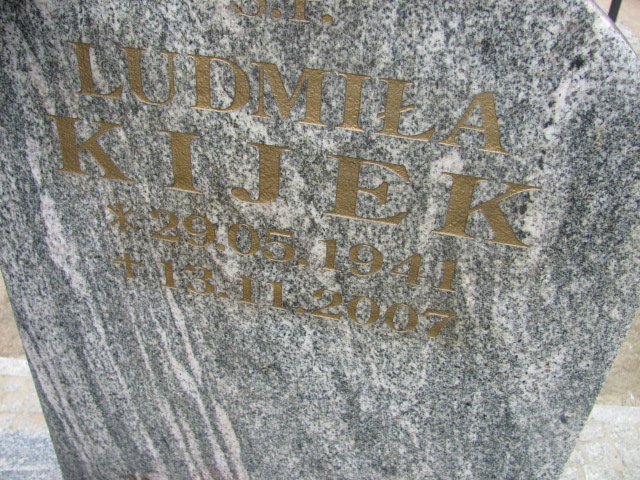 Ś.P.
LUDMIŁA
KIJEK
* 29.05.1941
+ 13.11.2007